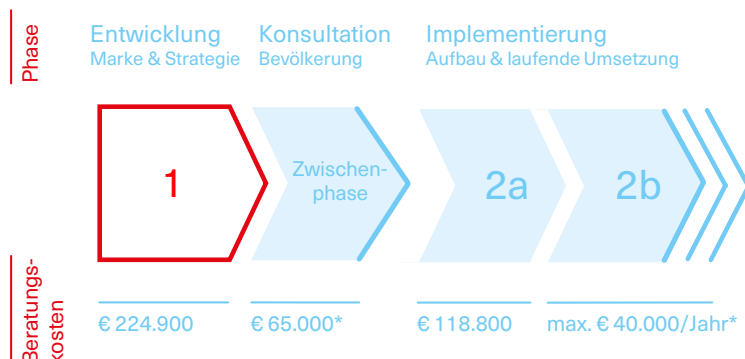 Phase
Entwicklung
Marke & Strategie
Konsultation
Bevölkerung
Implementierung
Aufbau & laufende Umsetzung
1
Zwischen-
phase
2a
2b
Beratungs-
kosten
€ 224.900
€ 65.000*
€ 118.800
max. € 40.000/Jahr*